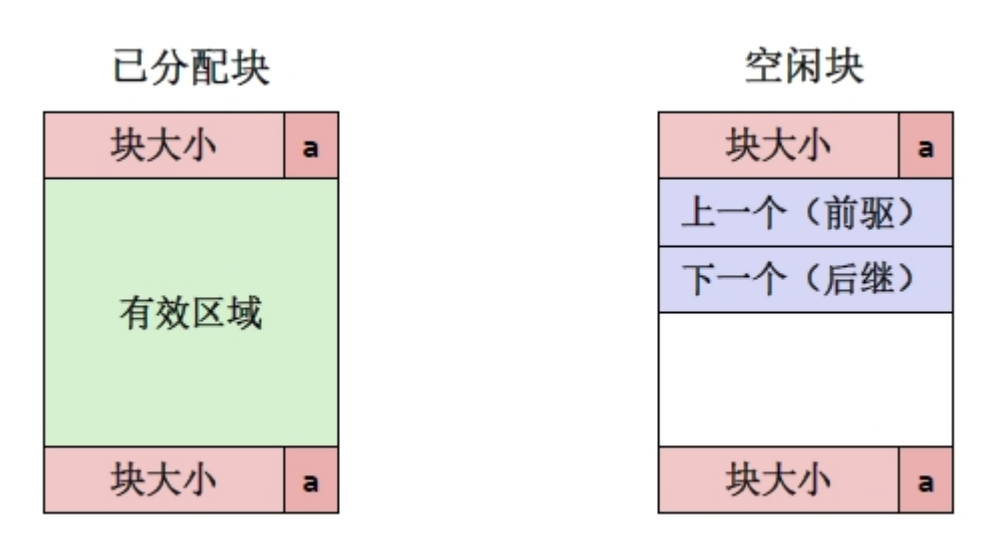 已分配块
块大小 a
有效区域
块大小 a
空闲块
块大小 a
上一个（前驱）
下一个（后继）
块大小 a